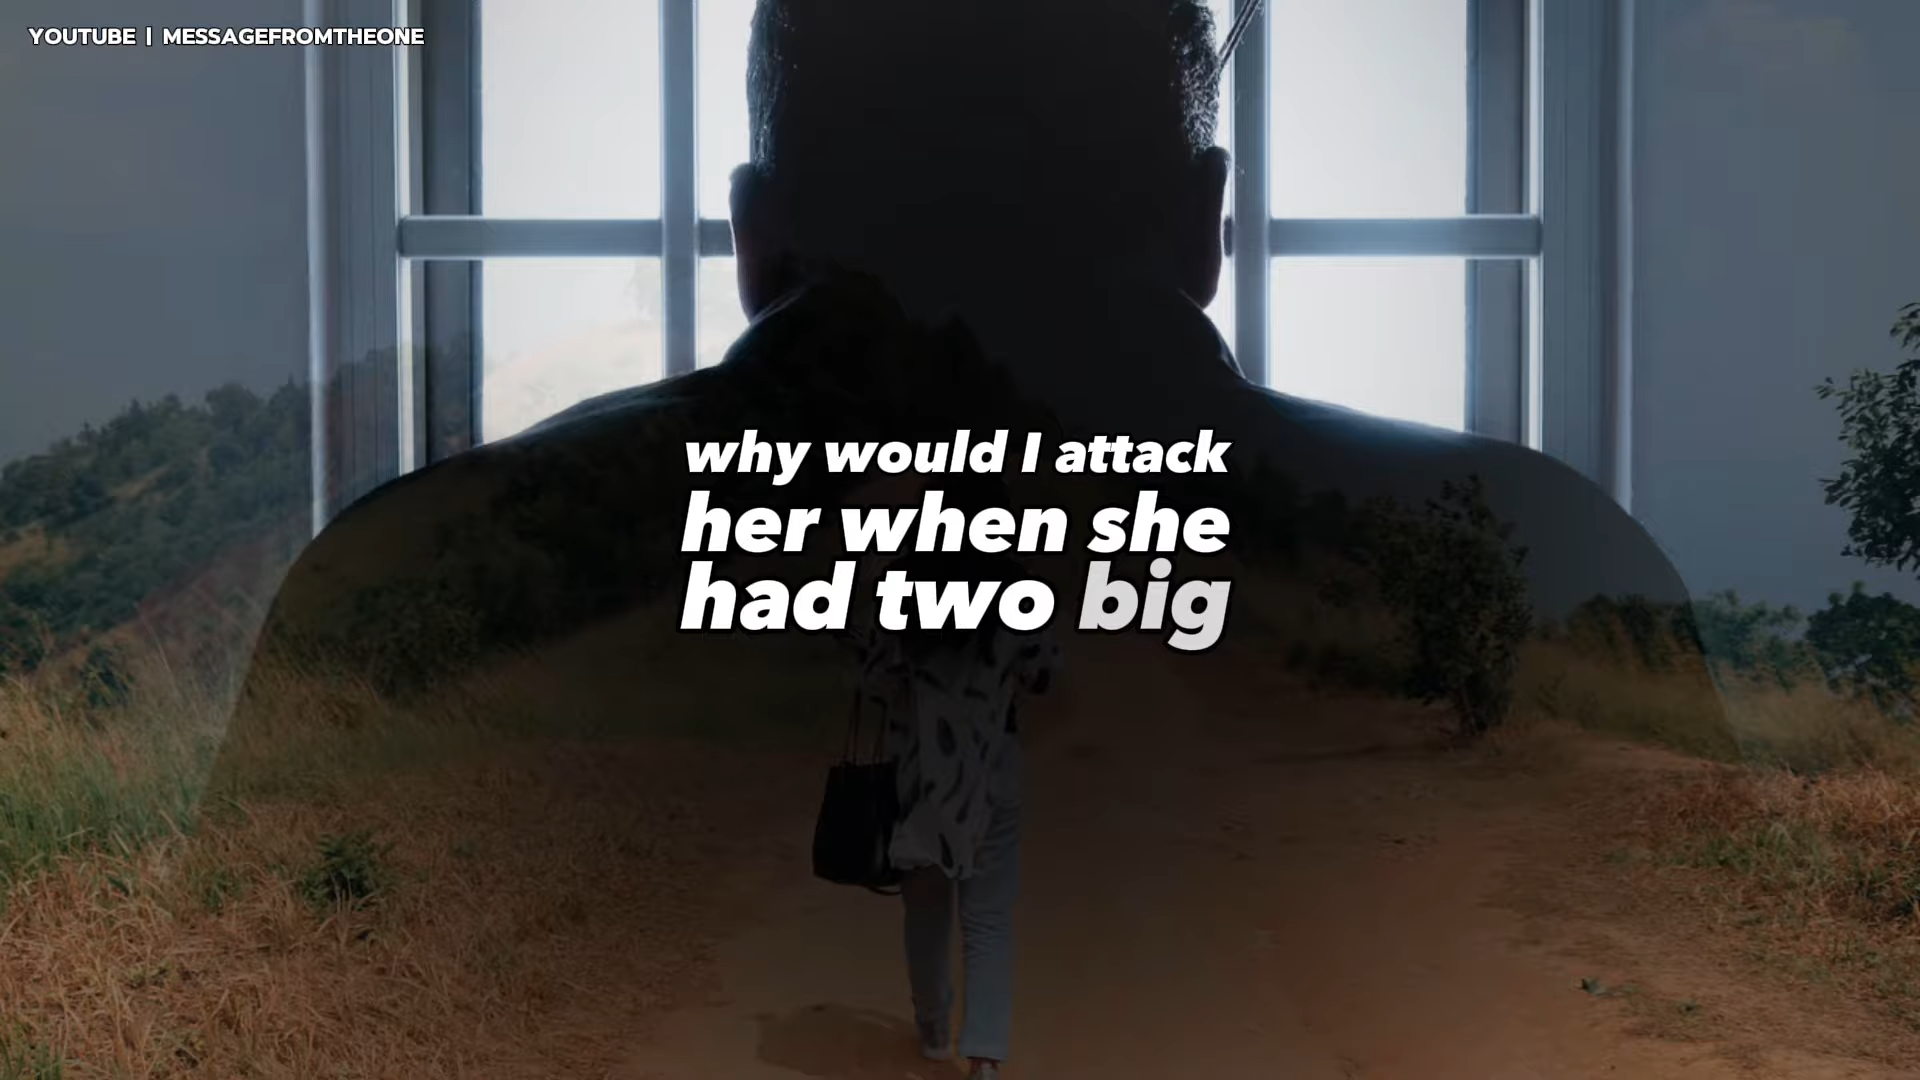 YOUTUBE | MESSAGEFROMTHEONE
why would I attack
her when she
had two big